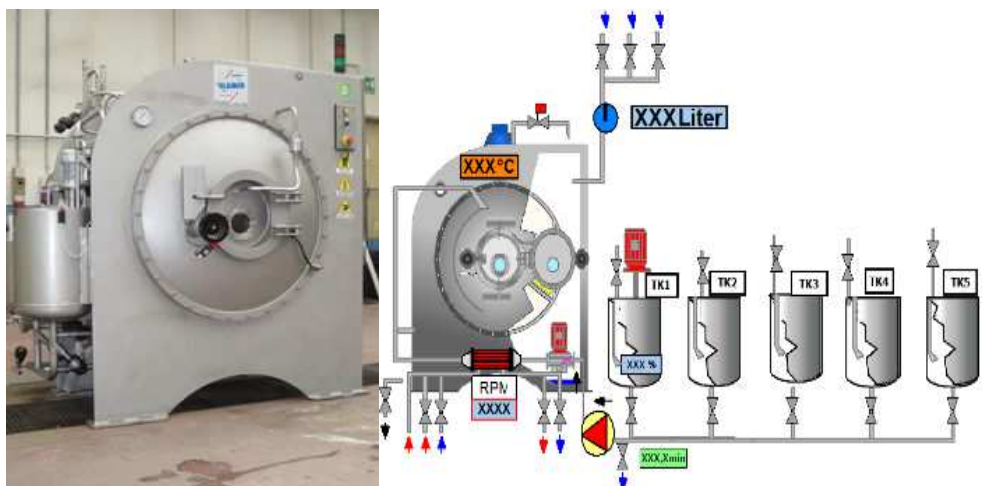 XXX Liter
XXX°C
TK1
TK2
TK3
TK4
TK5
XXX %
RPM
XXXX
XXX,Xmin